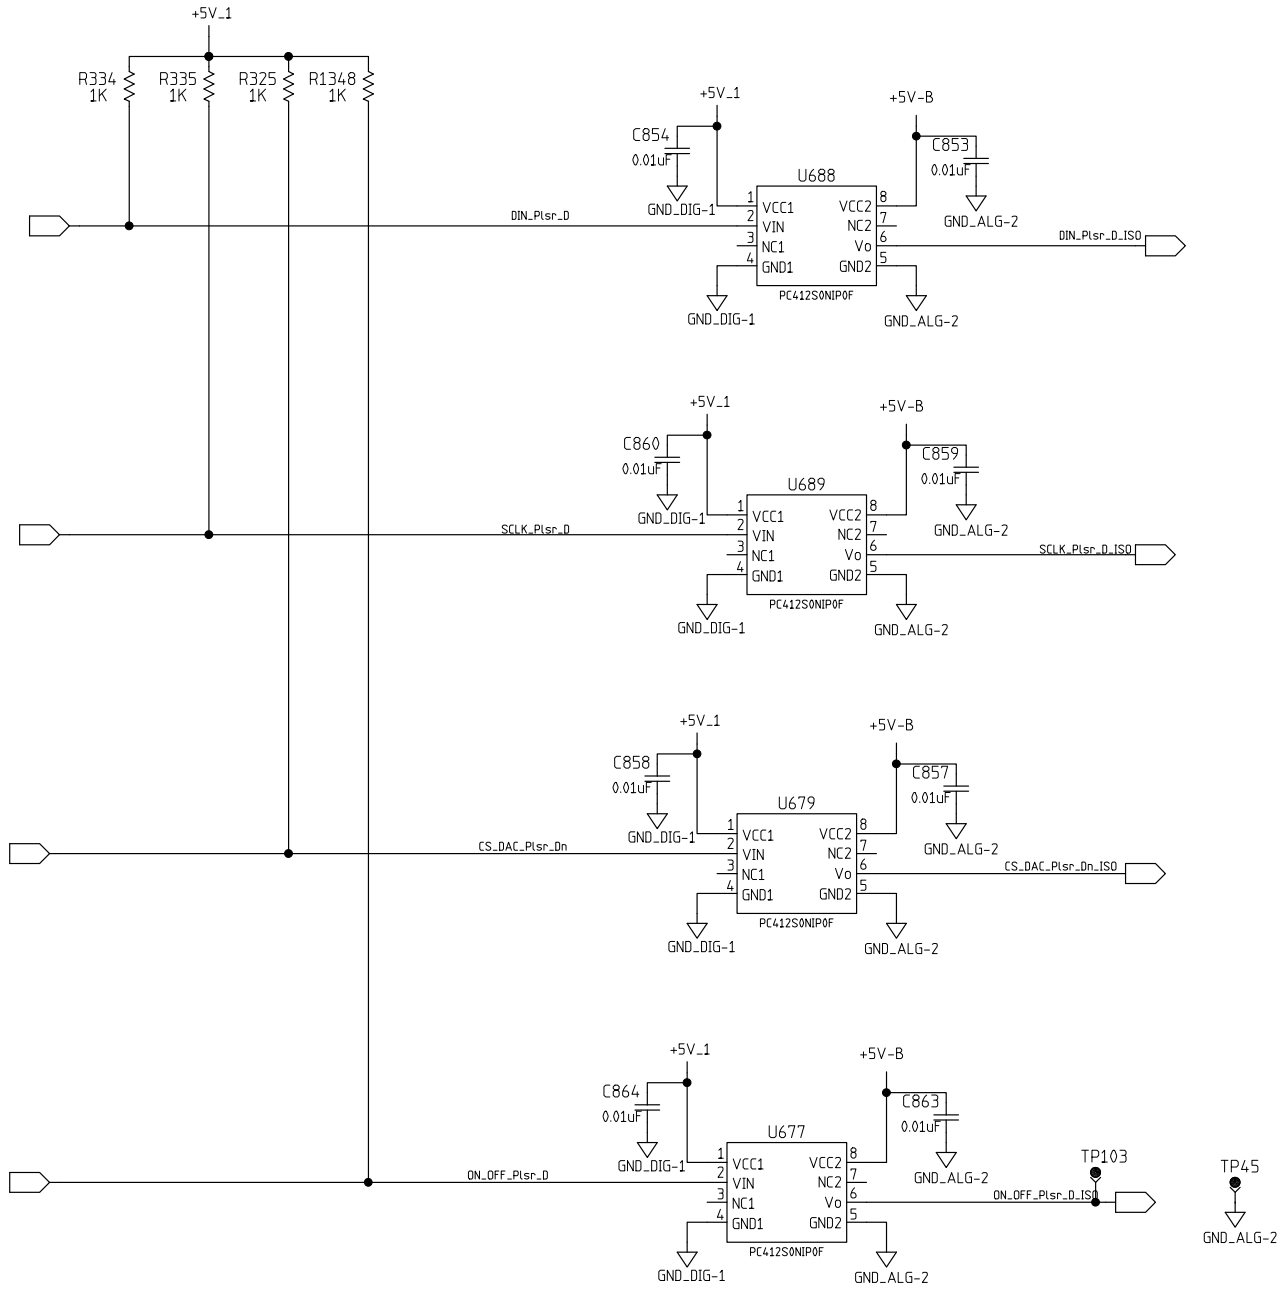 +5V_1
R334
1K
R335
1K
R325
1K
R1348
1K
+5V_1
+5V-B
C854
0.01uF
C853
0.01uF
U688
GND_DIG-1
GND_ALG-2
1 VCC1
VCC2 8
2 VIN
NC2 7
3 NC1
Vo 6
4 GND1
GND2 5
DIN_Plsr_D
DIN_Plsr_D_ISO
PC412S0NIP0F
GND_DIG-1
GND_ALG-2
+5V_1
+5V-B
C860
0.01uF
C859
0.01uF
U689
GND_DIG-1
GND_ALG-2
1 VCC1
VCC2 8
2 VIN
NC2 7
3 NC1
Vo 6
4 GND1
GND2 5
SCLK_Plsr_D
SCLK_Plsr_D_ISO
PC412S0NIP0F
GND_DIG-1
GND_ALG-2
+5V_1
+5V-B
C858
0.01uF
C857
0.01uF
U679
GND_DIG-1
GND_ALG-2
1 VCC1
VCC2 8
2 VIN
NC2 7
3 NC1
Vo 6
4 GND1
GND2 5
CS_DAC_Plsr_Dn
CS_DAC_Plsr_Dn_ISO
PC412S0NIP0F
GND_DIG-1
GND_ALG-2
+5V_1
+5V-B
C864
0.01uF
C863
0.01uF
U677
GND_DIG-1
GND_ALG-2
1 VCC1
VCC2 8
2 VIN
NC2 7
3 NC1
Vo 6
4 GND1
GND2 5
ON_OFF_Plsr_D
ON_OFF_Plsr_D_ISO
PC412S0NIP0F
GND_DIG-1
GND_ALG-2
TP103
TP45
GND_ALG-2